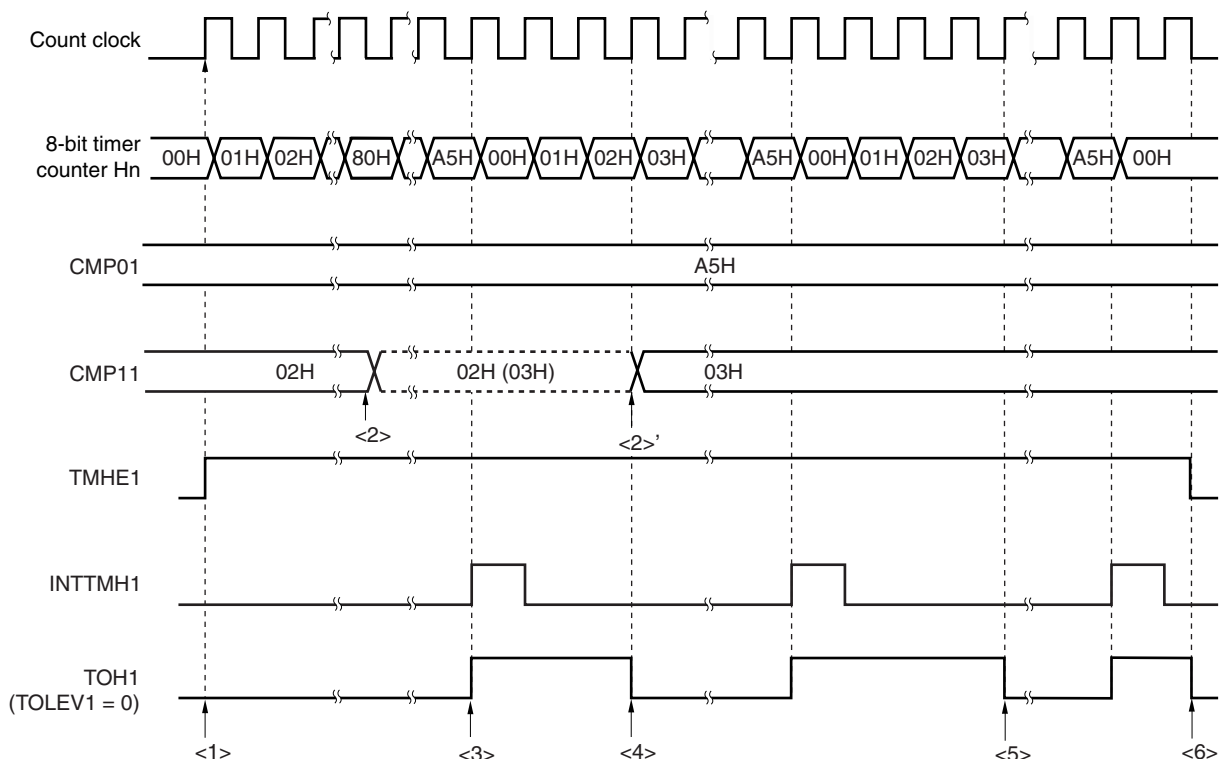 Count clock
8-bit timer
counter Hn
00H 01H 02H 80H A5H 00H 01H 02H 03H A5H 00H 01H 02H 03H A5H 00H
CMP01
A5H
CMP11
02H 02H (03H) 03H
<2> <2>’
TMHE1
INTTMH1
TOH1
(TOLEV1 = 0)
<1> <3> <4> <5> <6>